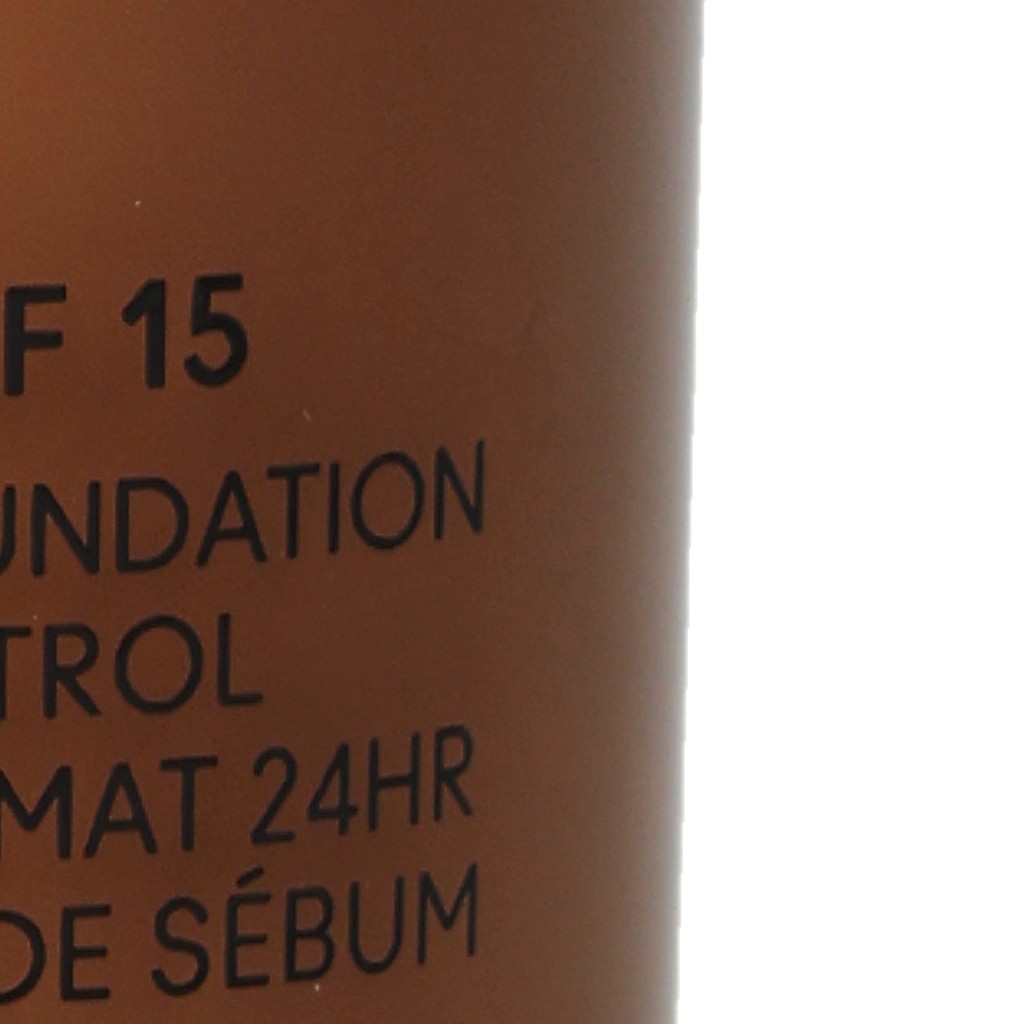 F 15
UNDATION
TROL
MAT 24HR
DE SÉBUM